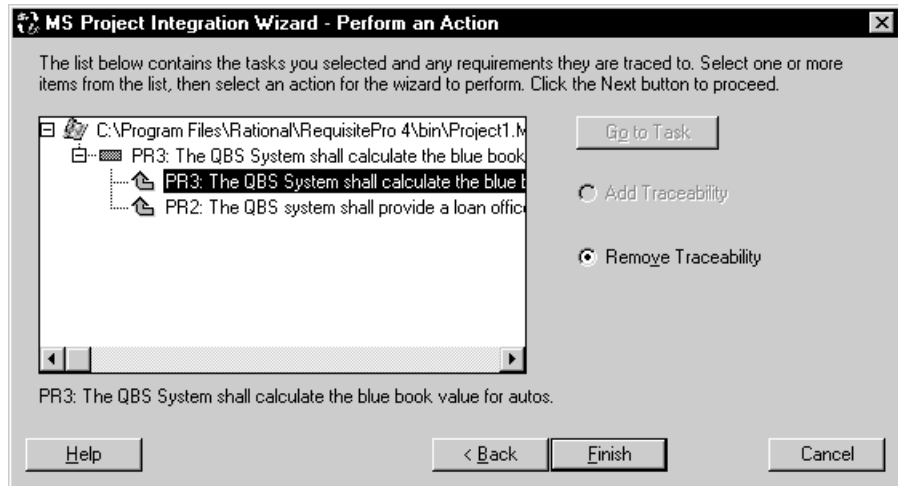 MS Project Integration Wizard - Perform an Action
The list below contains the tasks you selected and any requirements they are traced to. Select one or more
items from the list, then select an action for the wizard to perform. Click the Next button to proceed.
C:\Program Files\Rational\RequisitePro 4\bin\Project1.M
Go to Task
PR3: The QBS System shall calculate the blue book
PR3: The QBS System shall calculate the blue b
Add Traceability
PR2: The QBS system shall provide a loan office
Remove Traceability
PR3: The QBS System shall calculate the blue book value for autos.
Help
< Back
Finish
Cancel